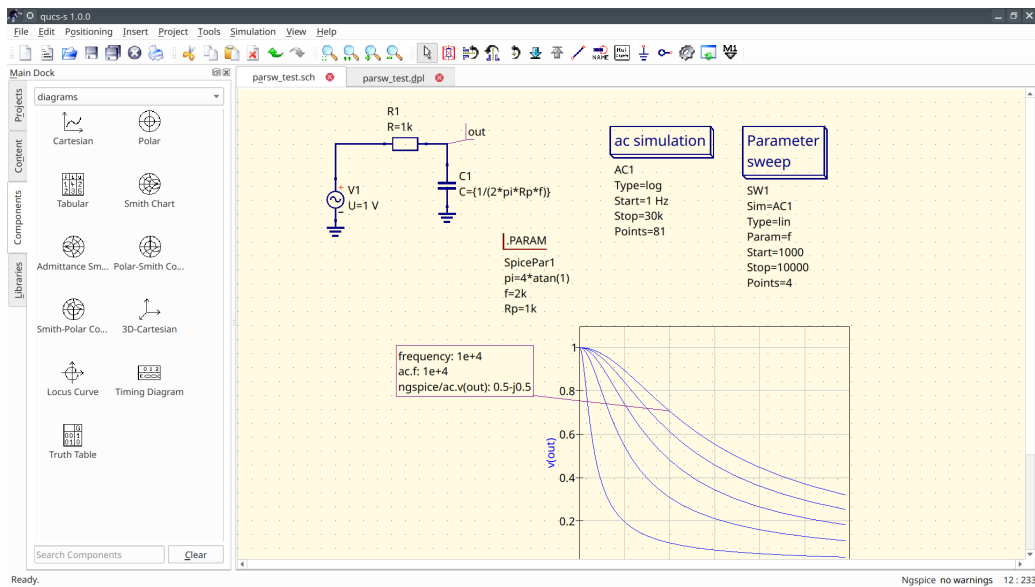 qucs-s 1.0.0
File Edit Positioning Insert Project Tools Simulation View Help
NAME
Main Dock
Projects
Content
Components
Libraries
diagrams
Cartesian
Polar
Tabular
Smith Chart
Admittance Sm...
Polar-Smith Co...
Smith-Polar Co...
3D-Cartesian
Locus Curve
Timing Diagram
Truth Table
Search Components
Clear
parsw_test.sch
parsw_test.dpl
R1
R=1k
out
V1
U=1 V
C1
C={1/(2*pi*Rp*f)}
.PARAM
SpicePar1
pi=4*atan(1)
f=2k
Rp=1k
ac simulation
AC1
Type=log
Start=1 Hz
Stop=30k
Points=81
Parameter
sweep
SW1
Sim=AC1
Type=lin
Param=f
Start=1000
Stop=10000
Points=4
frequency: 1e+4
ac.f: 1e+4
ngspice/ac.v(out): 0.5-j0.5
v(out)
1
0.8
0.6
0.4
0.2
Ready.
Ngspice no warnings 12 : 233